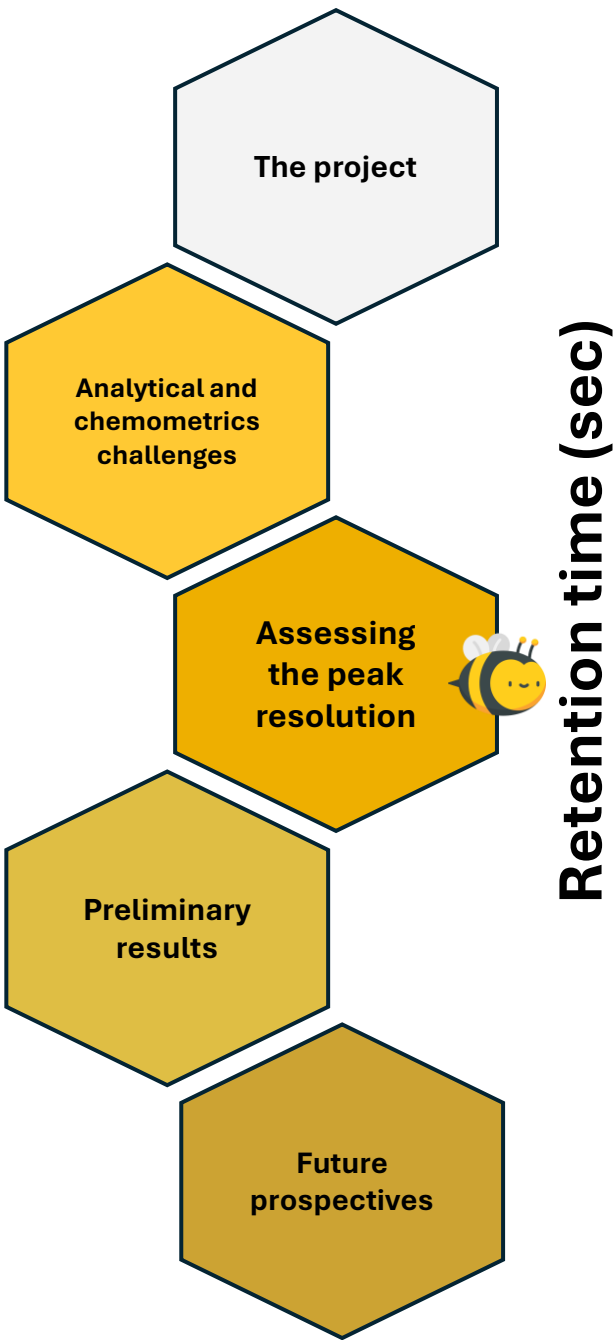 The project
Analytical and
chemometrics
challenges
Assessing
the peak
resolution
Preliminary
results
Future
prospectives
Retention time (sec)